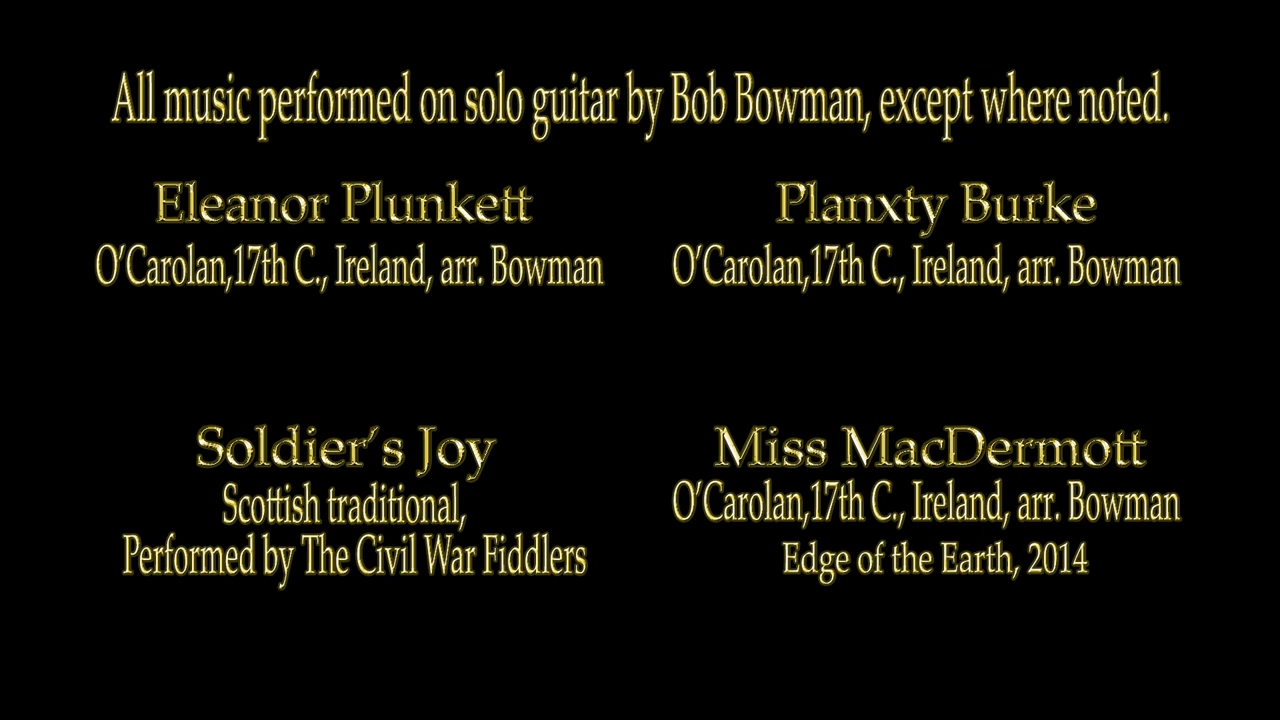 All music performed on solo guitar by Bob Bowman, except where noted.
Eleanor Plunkett
O’Carolan,17th C., Ireland, arr. Bowman
Planxty Burke
O’Carolan,17th C., Ireland, arr. Bowman
Soldier’s Joy
Scottish traditional,
Performed by The Civil War Fiddlers
Miss MacDermott
O’Carolan,17th C., Ireland, arr. Bowman
Edge of the Earth, 2014